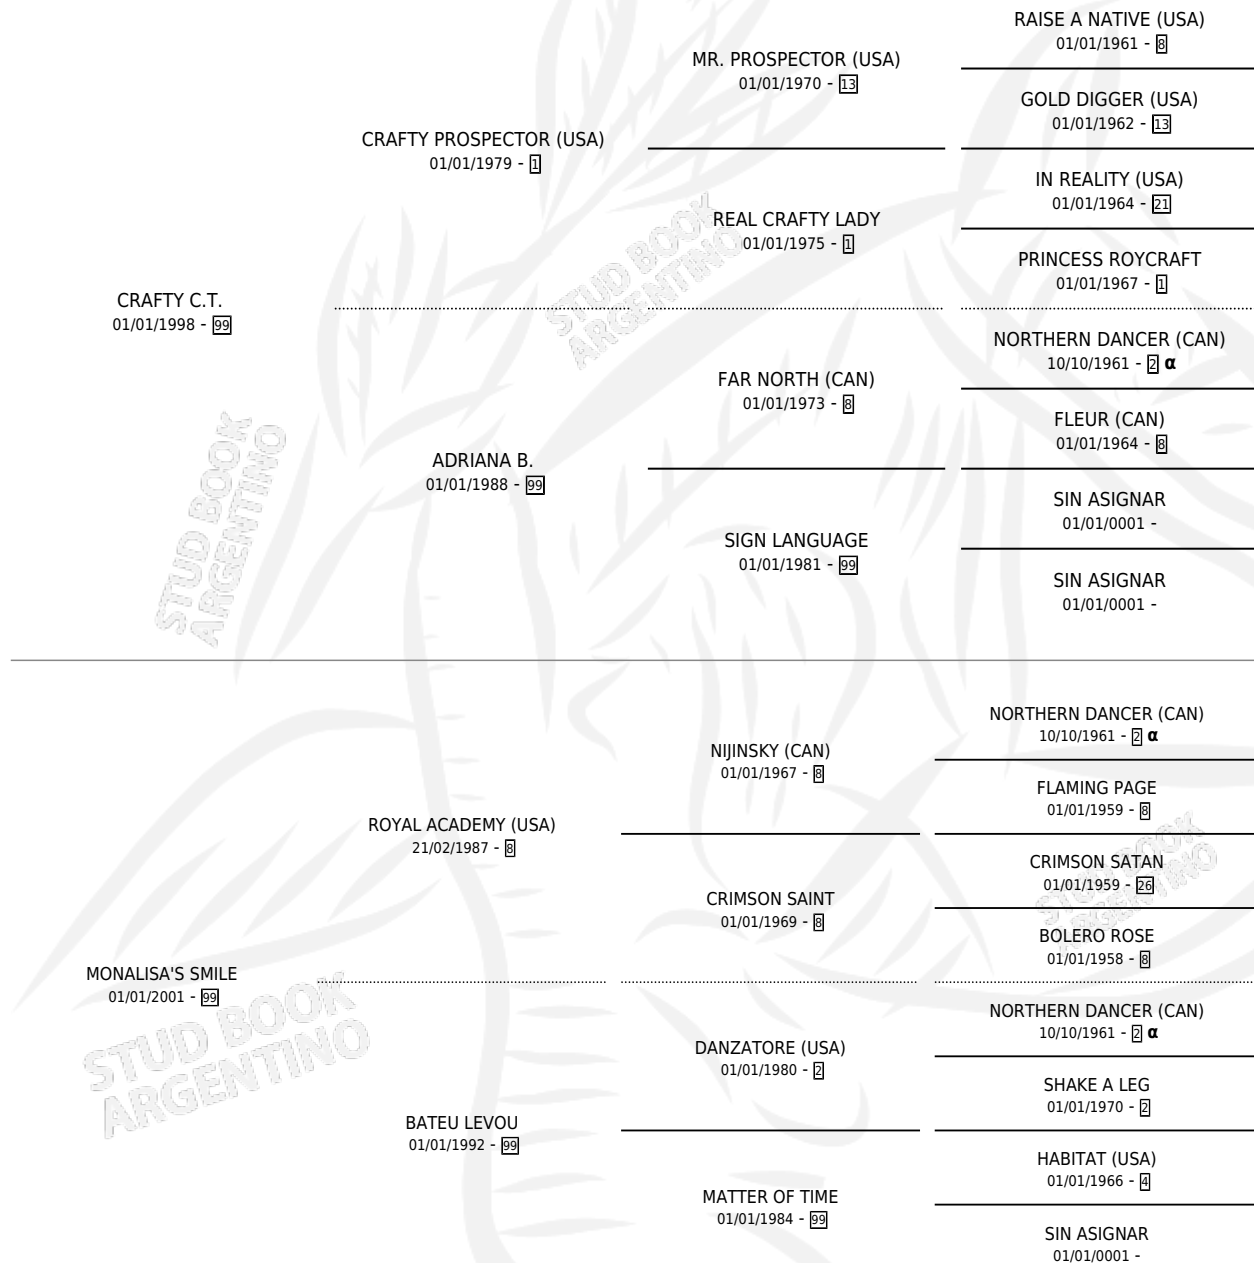 RAISE A NATIVE (USA)
01/01/1961 - 8
MR. PROSPECTOR (USA)
01/01/1970 - 13
GOLD DIGGER (USA)
01/01/1962 - 13
CRAFTY PROSPECTOR (USA)
01/01/1979 - 1
IN REALITY (USA)
01/01/1964 - 21
REAL CRAFTY LADY
01/01/1975 - 1
PRINCESS ROYCRAFT
01/01/1967 - 1
CRAFTY C.T.
01/01/1998 - 99
NORTHERN DANCER (CAN)
10/10/1961 - 2 α
FAR NORTH (CAN)
01/01/1973 - 8
FLEUR (CAN)
01/01/1964 - 8
ADRIANA B.
01/01/1988 - 99
SIN ASIGNAR
01/01/0001 -
SIGN LANGUAGE
01/01/1981 - 99
SIN ASIGNAR
01/01/0001 -
NORTHERN DANCER (CAN)
10/10/1961 - 2 α
NIJINSKY (CAN)
01/01/1967 - 8
FLAMING PAGE
01/01/1959 - 8
ROYAL ACADEMY (USA)
21/02/1987 - 8
CRIMSON SATAN
01/01/1959 - 26
CRIMSON SAINT
01/01/1969 - 8
BOLERO ROSE
01/01/1958 - 8
MONALISA'S SMILE
01/01/2001 - 99
NORTHERN DANCER (CAN)
10/10/1961 - 2 α
DANZATORE (USA)
01/01/1980 - 2
SHAKE A LEG
01/01/1970 - 2
BATEU LEVOU
01/01/1992 - 99
HABITAT (USA)
01/01/1966 - 4
MATTER OF TIME
01/01/1984 - 99
SIN ASIGNAR
01/01/0001 -
STUD BOOK
ARGENTINO
STUD BOOK
ARGENTINO
STUD BOOK
ARGENTINO
STUD BOOK
ARGENTINO